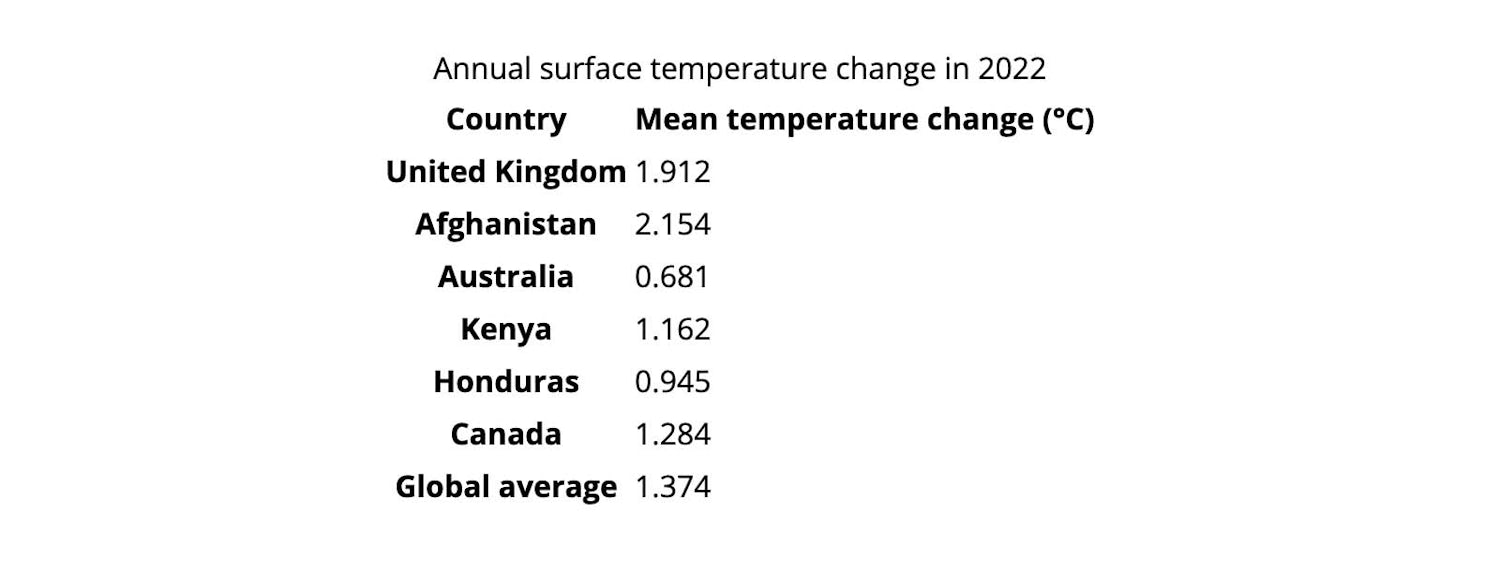 Annual surface temperature change in 2022
Country Mean temperature change (°C)
United Kingdom 1.912
Afghanistan 2.154
Australia 0.681
Kenya 1.162
Honduras 0.945
Canada 1.284
Global average 1.374